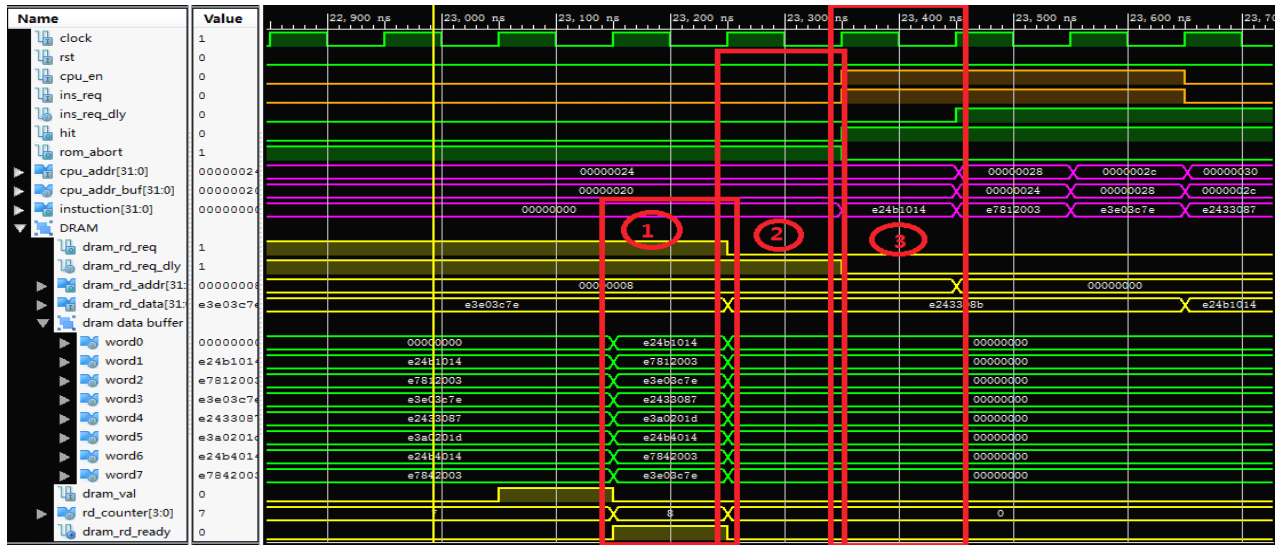 Name Value 22,900 ns 23,000 ns 23,100 ns 23,200 ns 23,300 ns 23,400 ns 23,500 ns 23,600 ns 23,70
clock 1
rst 0
cpu_en 0
ins_req 0
ins_req_dly 0
hit 0
rom_abort 1
cpu_addr[31:0] 00000024 00000024 00000028 0000002c 00000030
cpu_addr_buf[31:0] 00000020 00000020 00000024 00000028 0000002c
instuction[31:0] 00000000 00000000 e24b1014 e7812003 e3e03c7e e2433087
DRAM 1 2 3
dram_rd_req 1
dram_rd_req_dly 1
dram_rd_addr[31: 00000008 00000008 00000000
dram_rd_data[31: e3e03c7e e3e03c7e e243308b e24b1014
dram data buffer
word0 00000000 00000000 e24b1014 00000000
word1 e24b1014 e24b1014 e7812003 00000000
word2 e7812003 e7812003 e3e03c7e 00000000
word3 e3e03c7e e3e03c7e e2433087 00000000
word4 e2433087 e2433087 e3a0201d 00000000
word5 e3a0201d e3a0201d e24b4014 00000000
word6 e24b4014 e24b4014 e7842003 00000000
word7 e7842003 e7842003 e3e03c7e 00000000
dram_val 0
rd_counter[3:0] 7 7 8 0
dram_rd_ready 0